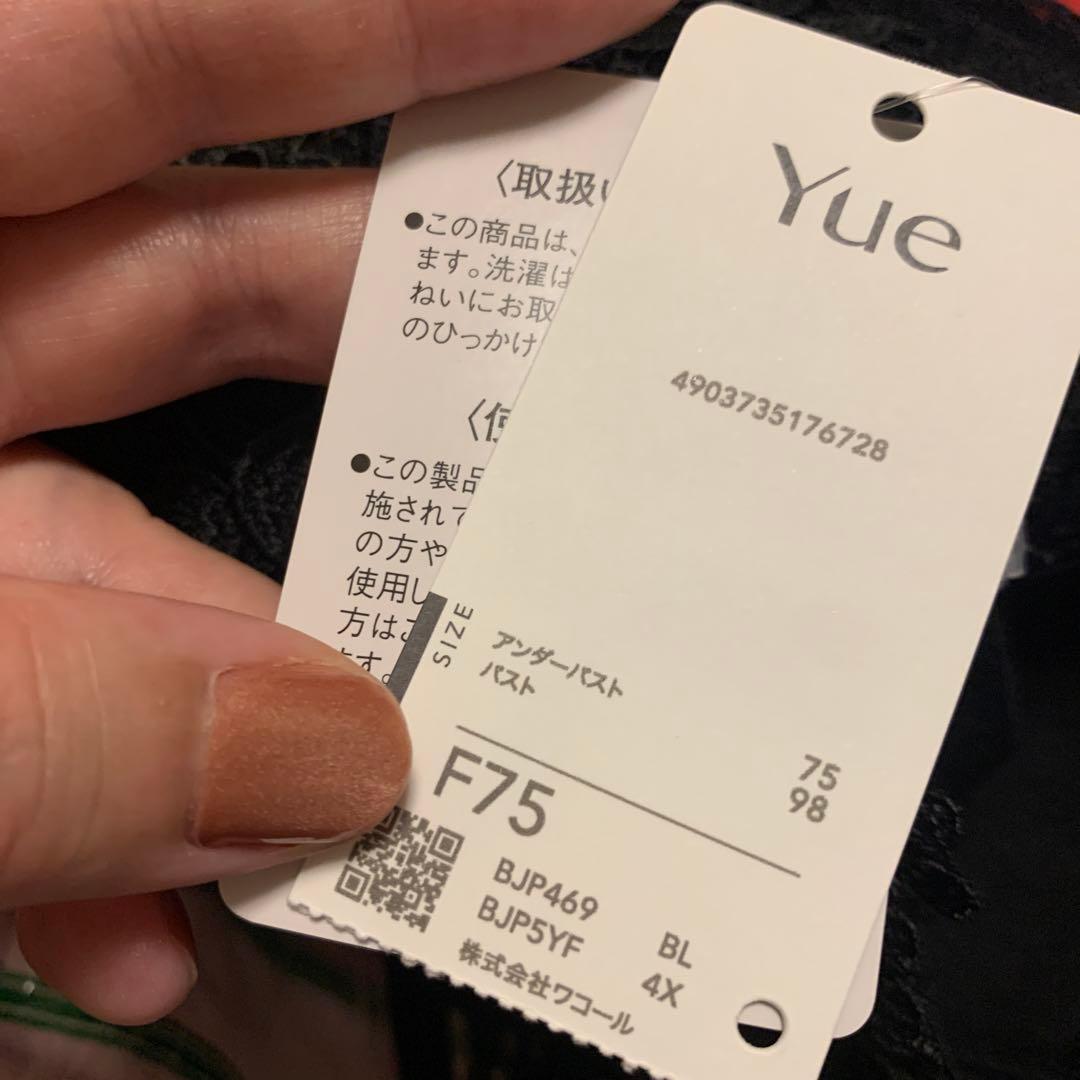 Yue
4903735176728
SIZE
アンダーバスト 75
バスト 98
F75
BJP469 BL
BJP5YF 4X
株式会社ワコール
〈取扱い
●この商品は、
ます。洗濯は
ねいにお取
のひっかけ
〈使
●この製品
施されて
の方や
使用し
方はご
ます。